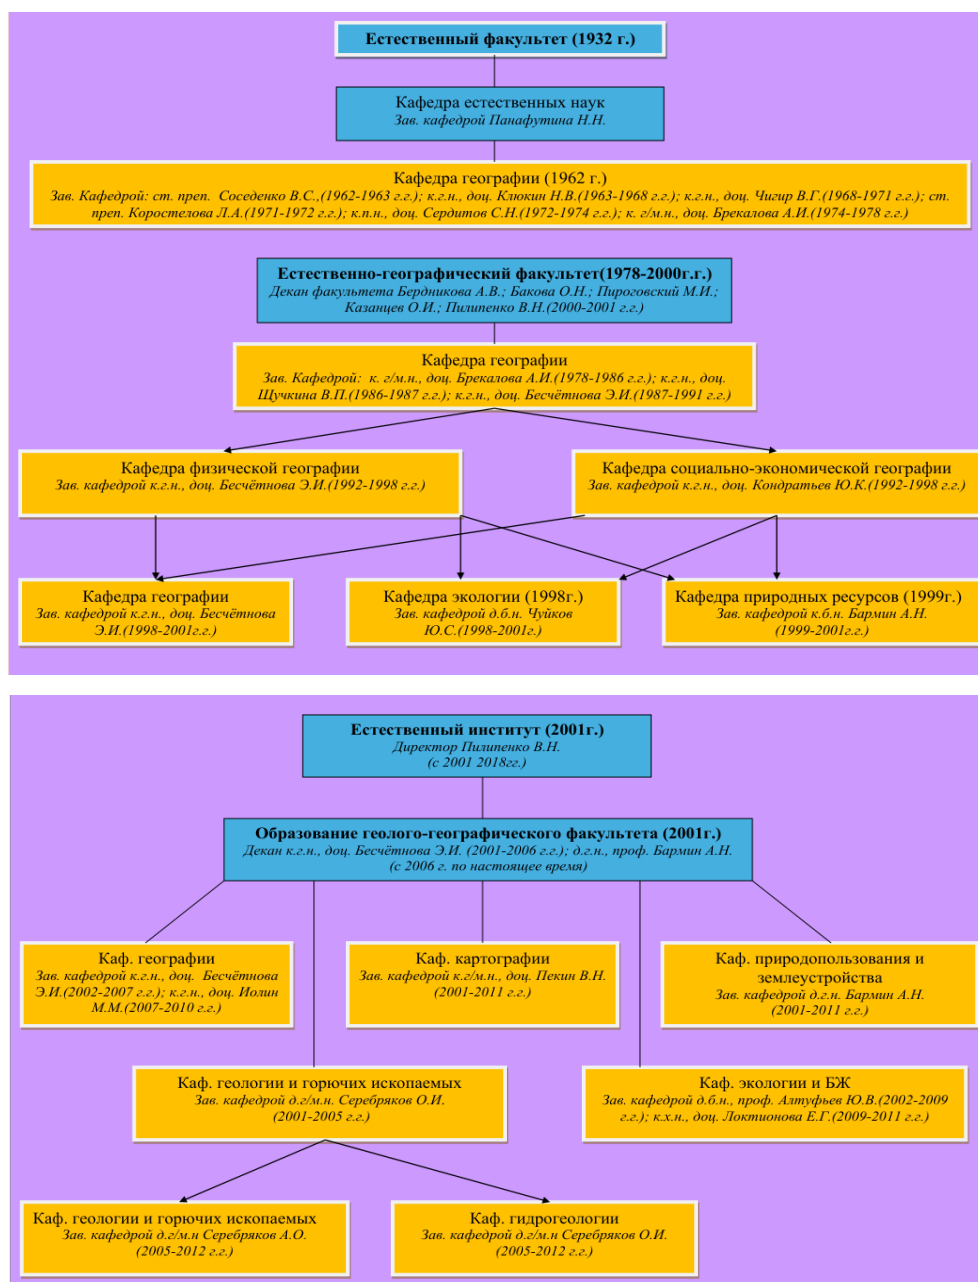 Естественный факультет (1932 г.)
Кафедра естественных наук
Зав. кафедрой Панафутина Н.Н.
Кафедра географии (1962 г.)
Зав. Кафедрой: ст. преп.  Соседенко В.С.,(1962-1963 г.г.); к.г.н., доц. Клюкин Н.В.(1963-1968 г.г.); к.г.н., доц. Чигир В.Г.(1968-1971 г.г.); ст.
преп. Коростелова Л.А.(1971-1972 г.г.); к.п.н., доц. Сердитов С.Н.(1972-1974 г.г.); к. г/м.н., доц. Брекалова А.И.(1974-1978 г.г.)
Естественно-географический факультет(1978-2000г.г.)
Декан факультета Бердникова А.В.; Бакова О.Н.; Пироговский М.И.;
Казанцев О.И.; Пилипенко В.Н.(2000-2001 г.г.)
Кафедра географии
Зав. Кафедрой:  к. г/м.н., доц. Брекалова А.И.(1978-1986 г.г.); к.г.н., доц.
Щучкина В.П.(1986-1987 г.г.); к.г.н., доц. Бесчётнова Э.И.(1987-1991 г.г.)
Кафедра физической географии
Зав. кафедрой к.г.н., доц. Бесчётнова Э.И.(1992-1998 г.г.)
Кафедра социально-экономической географии
Зав. кафедрой к.г.н., доц. Кондратьев Ю.К.(1992-1998 г.г.)
Кафедра географии
Зав. кафедрой к.г.н., доц. Бесчётнова
Э.И.(1998-2001г.г.)
Кафедра экологии (1998г.)
Зав. кафедрой д.б.н. Чуйков
Ю.С.(1998-2001г.)
Кафедра природных ресурсов (1999г.)
Зав. кафедрой к.б.н. Бармин А.Н.
(1999-2001г.г.)
Естественный институт (2001г.)
Директор Пилипенко В.Н.
(с 2001 2018гг.)
Образование геолого-географического факультета (2001г.)
Декан к.г.н., доц. Бесчётнова Э.И. (2001-2006 г.г.); д.г.н., проф. Бармин А.Н.
(с 2006 г. по настоящее время)
Каф. географии
Зав. кафедрой к.г.н., доц.  Бесчётнова
Э.И.(2002-2007 г.г.); к.г.н., доц. Иолин
М.М.(2007-2010 г.г.)
Каф. картографии
Зав. кафедрой к.г/м.н., доц. Пекин В.Н.
(2001-2011 г.г.)
Каф. природопользования и
землеустройства
Зав. кафедрой д.г.н. Бармин А.Н.
(2001-2011 г.г.)
Каф. геологии и горючих ископаемых
Зав. кафедрой д.г/м.н. Серебряков О.И.
(2001-2005 г.г.)
Каф. экологии и БЖ
Зав. кафедрой д.б.н., проф. Алтуфьев Ю.В.(2002-2009
г.г.); к.х.н., доц. Локтионова Е.Г.(2009-2011 г.г.)
Каф. геологии и горючих ископаемых
Зав. кафедрой д.г/м.н Серебряков А.О.
(2005-2012 г.г.)
Каф. гидрогеологии
Зав. кафедрой д.г/м.н Серебряков О.И.
(2005-2012 г.г.)